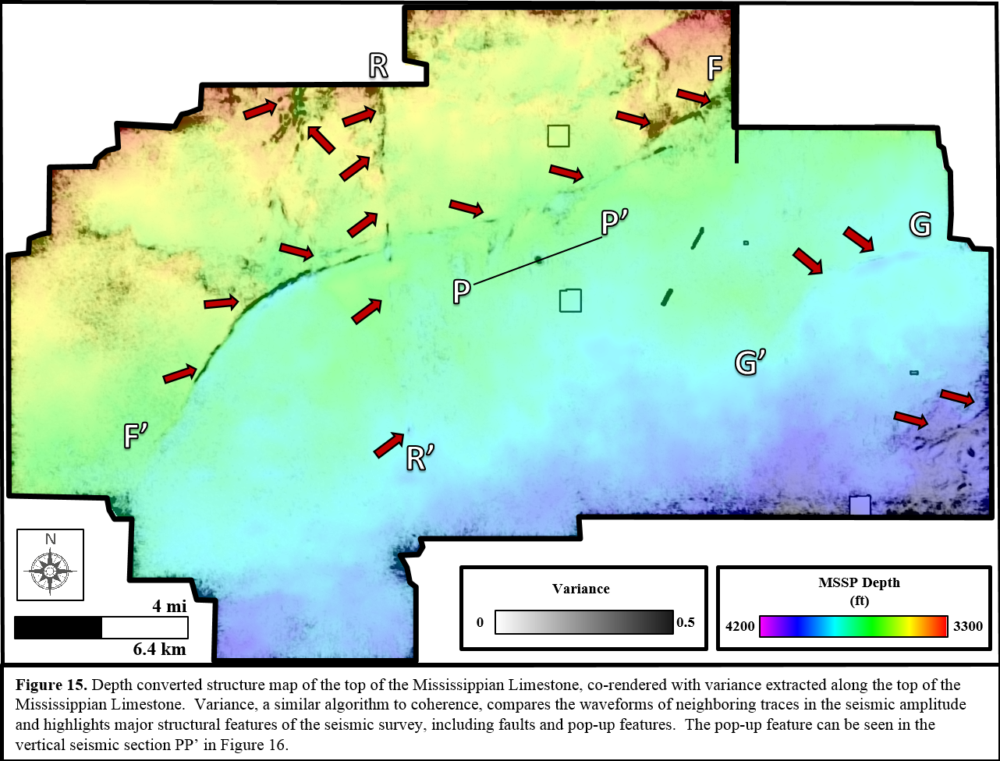 R
F
P’
G
P
G’
F’
R’
N
4 mi
6.4 km
Variance
0
0.5
MSSP Depth
(ft)
4200
3300
Figure 15. Depth converted structure map of the top of the Mississippian Limestone, co-rendered with variance extracted along the top of the
Mississippian Limestone.  Variance, a similar algorithm to coherence, compares the waveforms of neighboring traces in the seismic amplitude
and highlights major structural features of the seismic survey, including faults and pop-up features.  The pop-up feature can be seen in the
vertical seismic section PP’ in Figure 16.